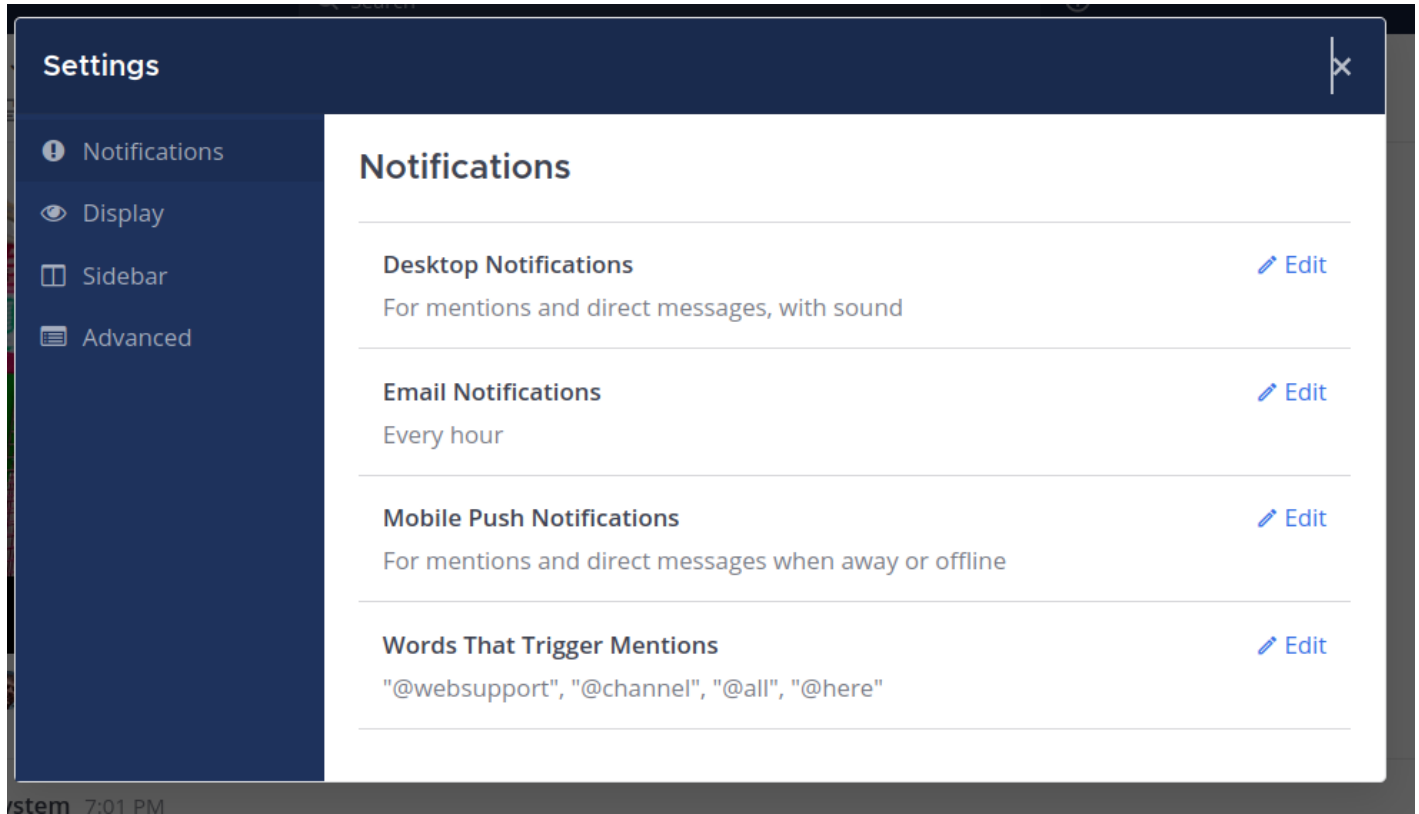 Search
Settings
Notifications
Display
Sidebar
Advanced
Notifications
Desktop Notifications
Edit
For mentions and direct messages, with sound
Email Notifications
Edit
Every hour
Mobile Push Notifications
Edit
For mentions and direct messages when away or offline
Words That Trigger Mentions
Edit
"@websupport", "@channel", "@all", "@here"
ystem 7:01 PM